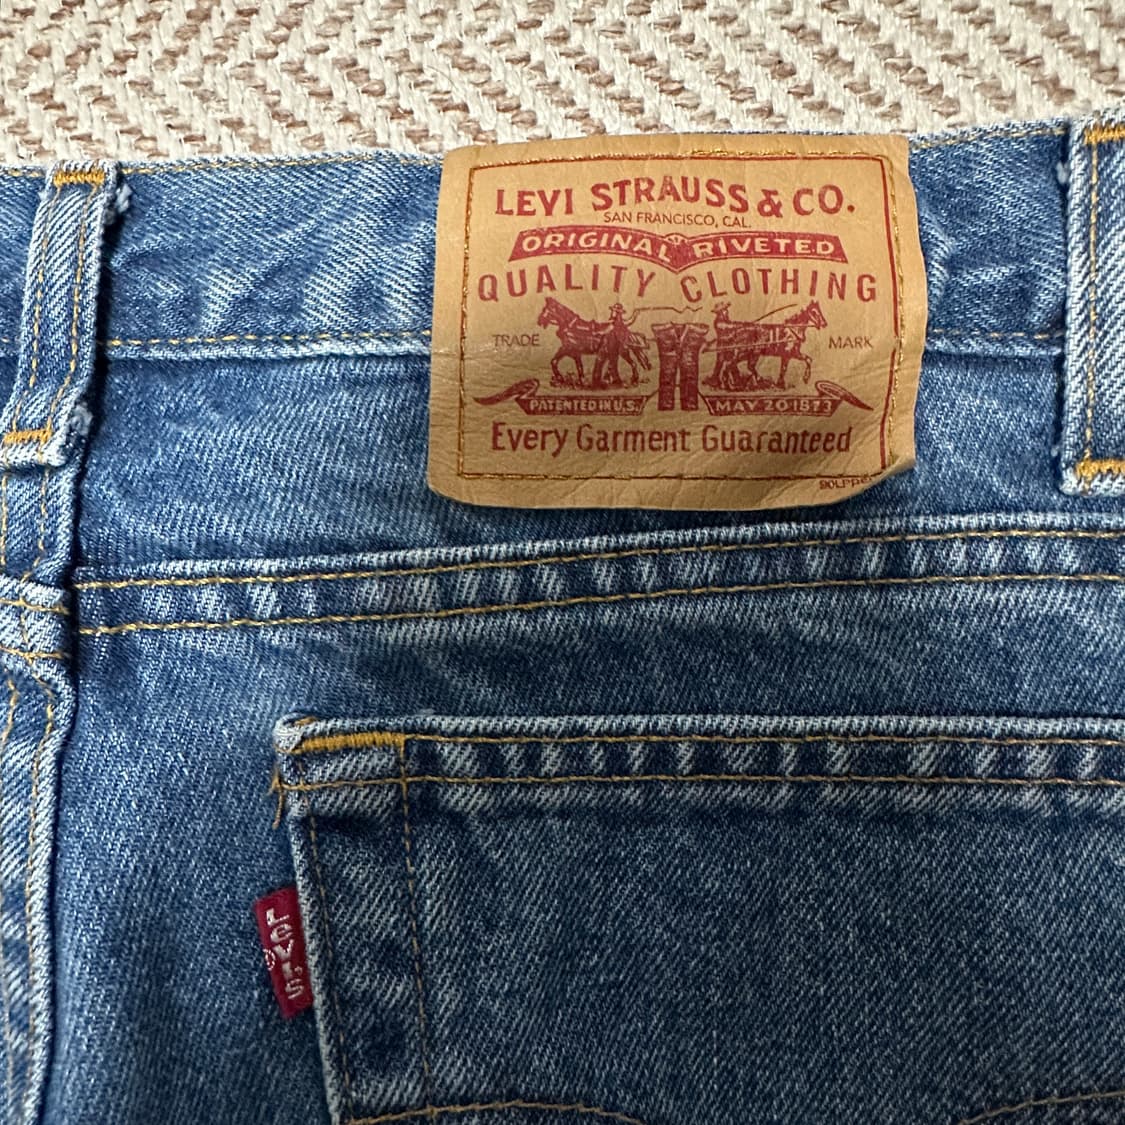 LEVI STRAUSS & CO.
SAN FRANCISCO, CAL.
ORIGINAL RIVETED
QUALITY CLOTHING
TRADE MARK
PATENTED IN U.S. MAY 20 1873
Every Garment Guaranteed
LEVI'S
®